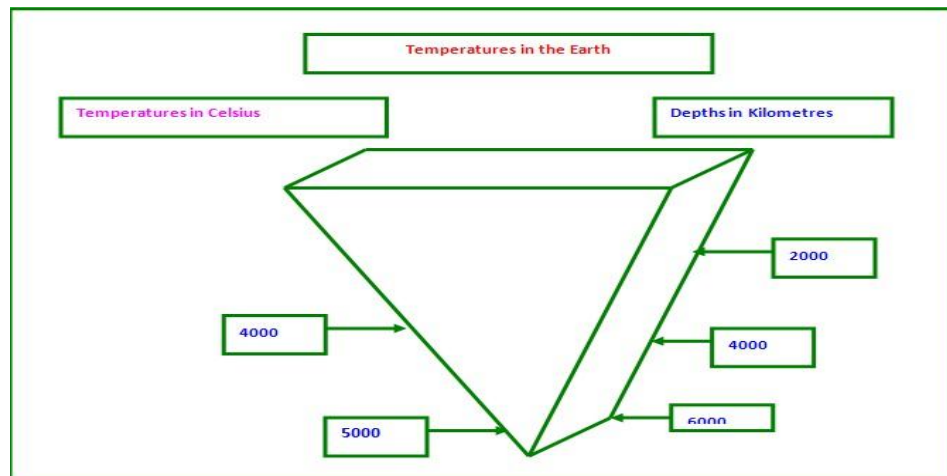 Temperatures in the Earth
Temperatures in Celsius
Depths in Kilometres
2000
4000
4000
6000
5000